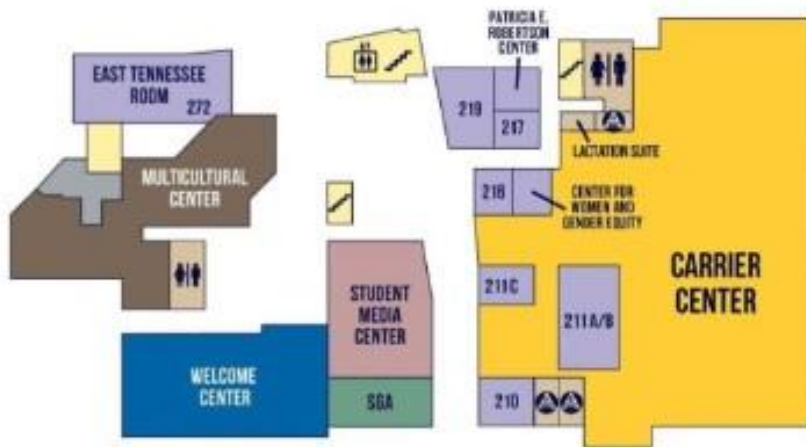 PATRICIA E.
ROBERTSON
CENTER
EAST TENNESSEE
ROOM
272
219
217
LACTATION SUITE
MULTICULTURAL
CENTER
218
CENTER FOR
WOMEN AND
GENDER EQUITY
211C
211A/B
CARRIER
CENTER
STUDENT
MEDIA
CENTER
WELCOME
CENTER
SGA
210